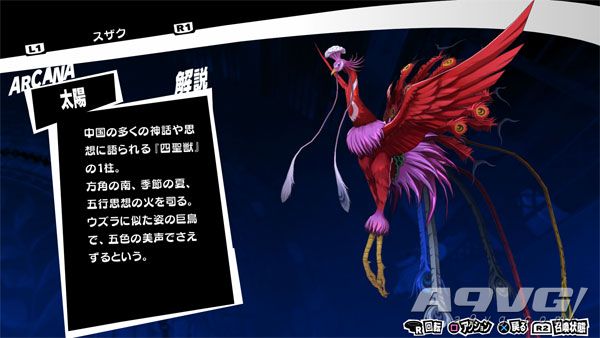 L1 スザク R1
ARCANA
太陽
解説
中国の多くの神話や思
想に語られる『四聖獣』
の1柱。
方角の南、季節の夏、
五行思想の火を司る。
ウズラに似た姿の巨鳥
で、五色の美声でさえ
ずるという。
A9VG/
R 回転 アクション 戻る R2 召喚状態